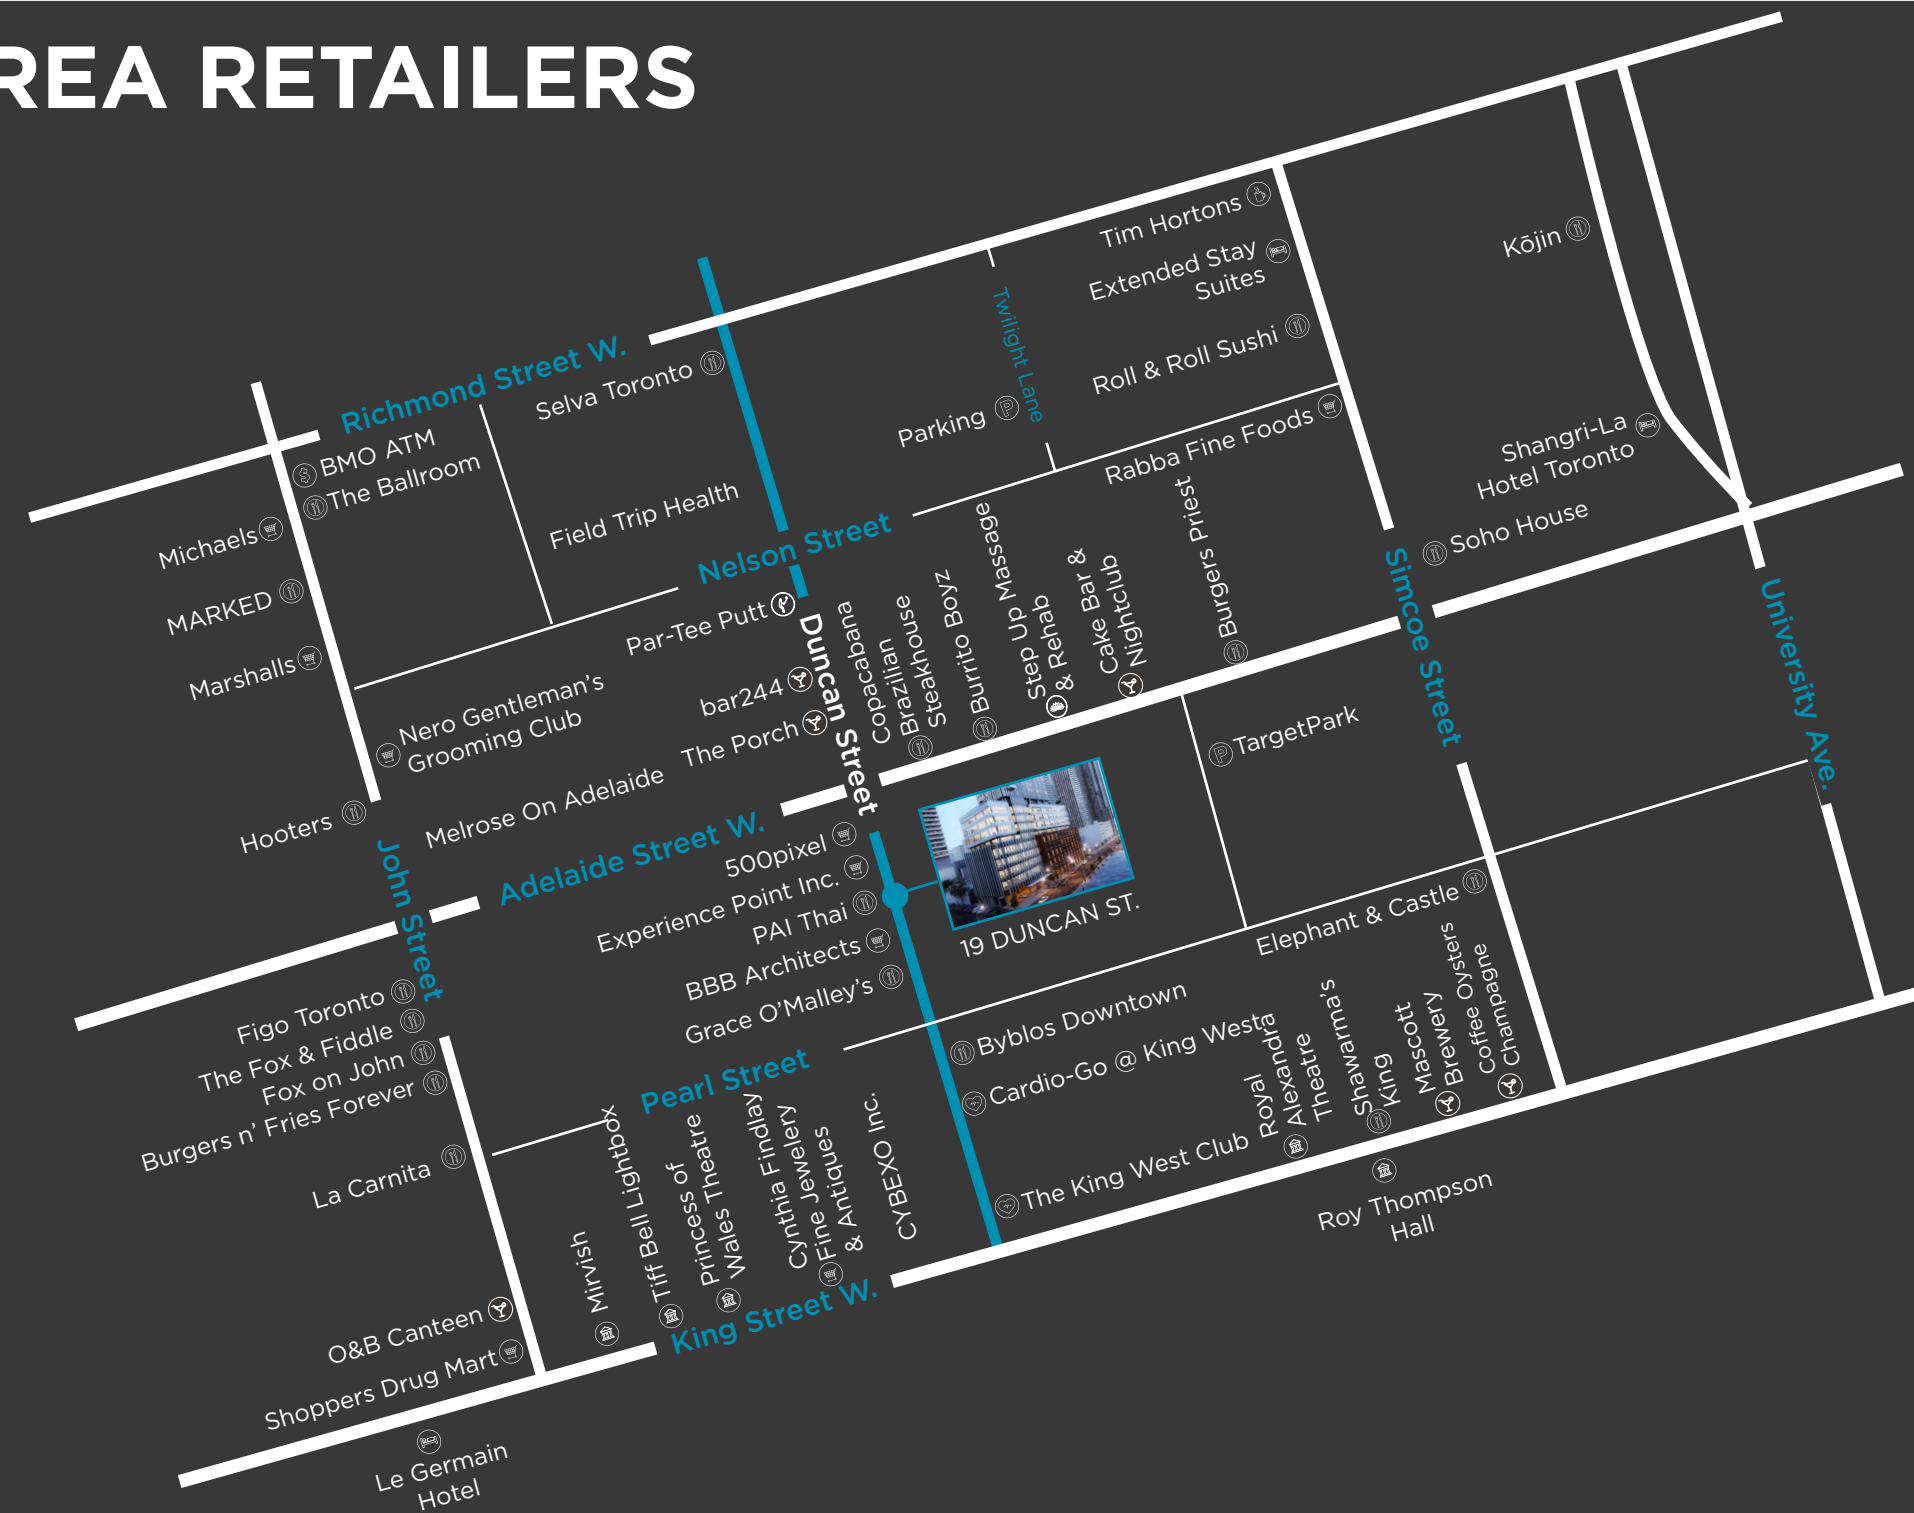 REA RETAILERS
Richmond Street W.
Tim Hortons
Extended Stay
Suites
Roll & Roll Sushi
Kōjin
Twilight Lane
Parking
Selva Toronto
BMO ATM
The Ballroom
Michaels
MARKED
Marshalls
Field Trip Health
Nelson Street
Rabba Fine Foods
Shangri-La
Hotel Toronto
Soho House
Par-Tee Putt
bar244
The Porch
Nero Gentleman’s
Grooming Club
Melrose On Adelaide
Hooters
Duncan Street
Copacabana
Brazilian
Steakhouse
Burrito Boyz
Step Up Massage
& Rehab
Cake Bar &
Nightclub
Burgers Priest
Simcoe Street
University Ave.
Adelaide Street W.
John Street
TargetPark
500pixel
Experience Point Inc.
PAI Thai
BBB Architects
Grace O’Malley’s
19 DUNCAN ST.
Elephant & Castle
Figo Toronto
The Fox & Fiddle
Fox on John
Burgers n’ Fries Forever
La Carnita
Pearl Street
Byblos Downtown
Cardio-Go @ King West
The King West Club
Royal
Alexandra
Theatre
Shawarma’s
King
Mascott
Brewery
Coffee Oysters
Champagne
Mirvish
Tiff Bell Lightbox
Princess of
Wales Theatre
Cynthia Findlay
Fine Jewelery
& Antiques
CYBEXO Inc.
O&B Canteen
Shoppers Drug Mart
King Street W.
Roy Thompson
Hall
Le Germain
Hotel